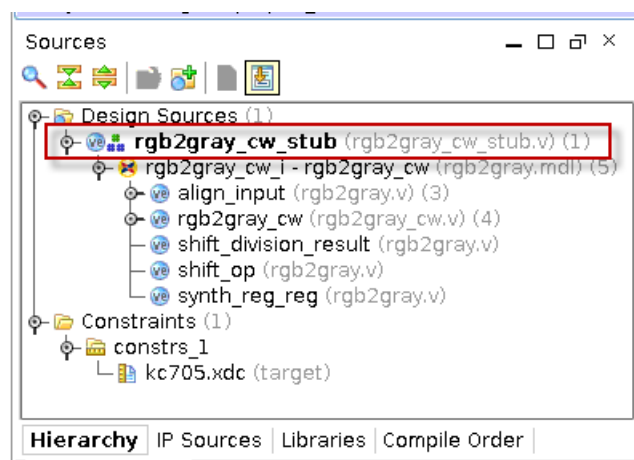 Sources
Design Sources (1)
rgb2gray_cw_stub (rgb2gray_cw_stub.v) (1)
rgb2gray_cw_i - rgb2gray_cw (rgb2gray.mdl) (5)
align_input (rgb2gray.v) (3)
rgb2gray_cw (rgb2gray_cw.v) (4)
shift_division_result (rgb2gray.v)
shift_op (rgb2gray.v)
synth_reg_reg (rgb2gray.v)
Constraints (1)
constrs_1
kc705.xdc (target)
Hierarchy IP Sources Libraries Compile Order